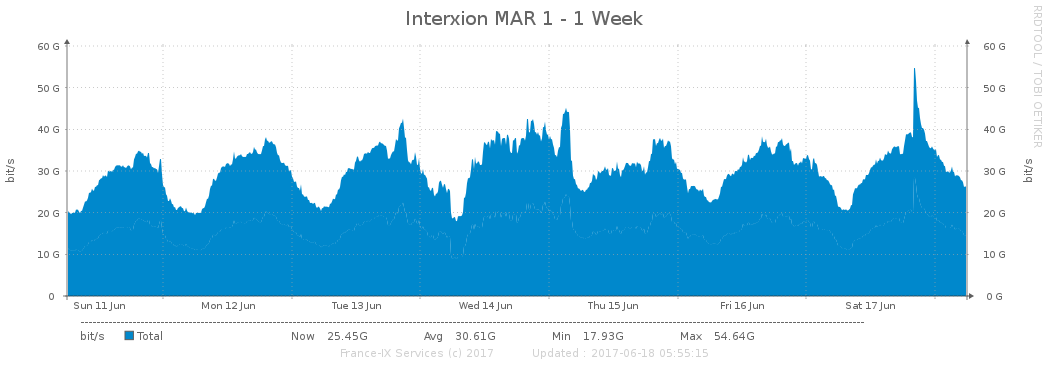 Interxion MAR 1 - 1 Week
RRDTOOL / TOBI OETIKER
60 G 60 G
50 G 50 G
40 G 40 G
30 G 30 G
20 G 20 G
10 G 10 G
0 0 G
bit/s bit/s
Sun 11 Jun Mon 12 Jun Tue 13 Jun Wed 14 Jun Thu 15 Jun Fri 16 Jun Sat 17 Jun
bit/s Total Now 25.45G Avg 30.61G Min 17.93G Max 54.64G
France-IX Services (c) 2017 Updated : 2017-06-18 05:55:15